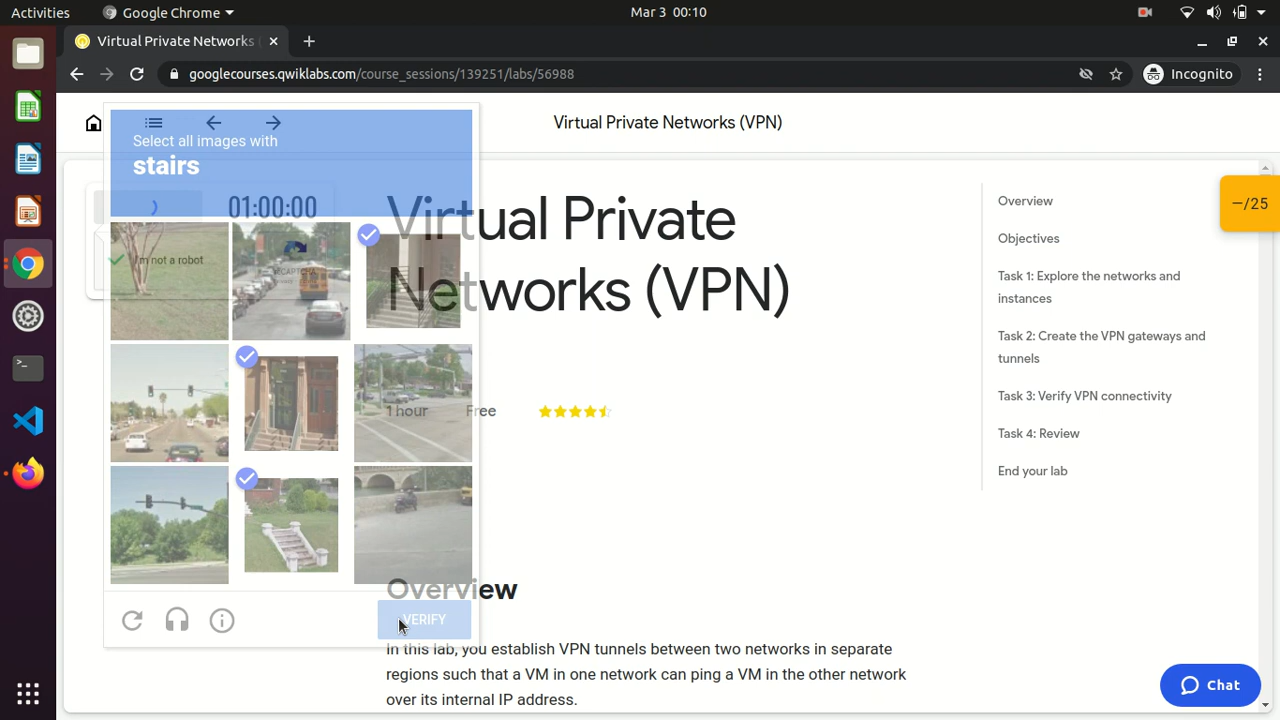 Activities
Google Chrome
Mar 3 00:10
Virtual Private Networks (
googlecourses.qwiklabs.com/course_sessions/139251/labs/56988
Incognito
Virtual Private Networks (VPN)
Select all images with
stairs
01:00:00
I'm not a robot
VERIFY
Virtual Private
Networks (VPN)
1 hour
Free
Overview
In this lab, you establish VPN tunnels between two networks in separate
regions such that a VM in one network can ping a VM in the other network
over its internal IP address.
Overview
Objectives
Task 1: Explore the networks and
instances
Task 2: Create the VPN gateways and
tunnels
Task 3: Verify VPN connectivity
Task 4: Review
End your lab
—/25
Chat